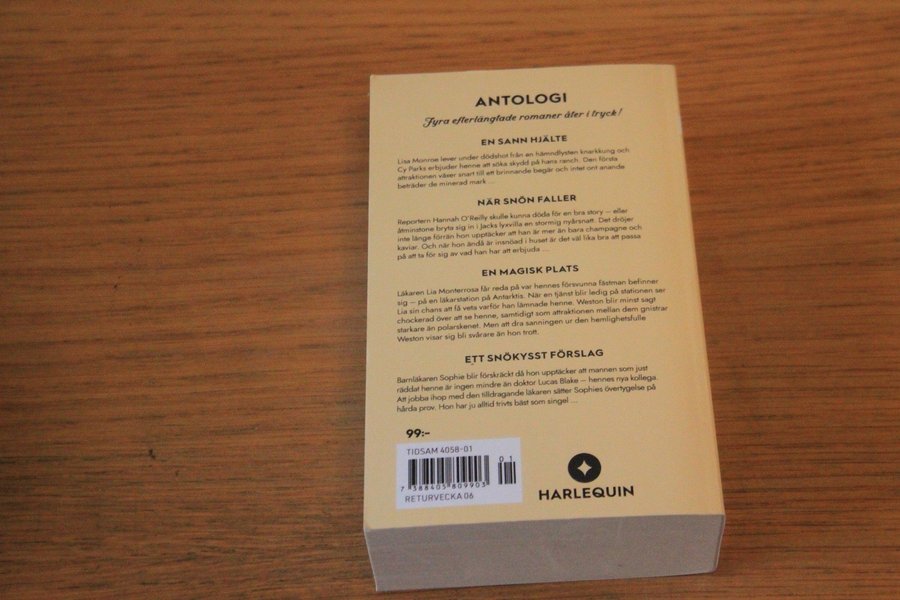 ANTOLOGI
Fyra efterlängtade romaner åter i tryck!
EN SANN HJÄLTE
Lisa Monroe lever under dödshot från en hämndlysten knarkkung och
Cy Parks erbjuder henne att söka skydd på hans ranch. Den första
attraktionen växer snart till ett brinnande begär och intet ont anande
beträder de minerad mark ...
NÄR SNÖN FALLER
Reportern Hannah O'Reilly skulle kunna döda för en bra story – eller
åtminstone bryta sig in i Jacks lyxvilla en stormig nyårsnatt. Det dröjer
inte länge förrän hon upptäcker att han är mer än bara champagne och
kaviar. Och när hon ändå är insnöad i huset är det väl lika bra att passa
på att ta för sig av vad han har att erbjuda ...
EN MAGISK PLATS
Läkaren Lia Monterrosa får reda på var hennes försvunna fästman befinner
sig – på en läkarstation på Antarktis. När en tjänst blir ledig på stationen ser
Lia sin chans att få vets varför han lämnade henne. Weston blir minst sagt
chockerad över att se henne, samtidigt som attraktionen mellan dem gnistrar
starkare än polarskenet. Men att dra sanningen ur den hemlighetsfulle
Weston visar sig bli svårare än hon trott.
ETT SNÖKYSST FÖRSLAG
Barnläkaren Sophie blir förskräckt då hon upptäcker att mannen som just
räddat henne är ingen mindre än doktor Lucas Blake – hennes nya kollega.
Att jobba ihop med den tilldragande läkaren sätter Sophies övertygelse på
hårda prov. Hon har ju alltid trivts bäst som singel ...
99:-
TIDSAM 4058-01
01
7 388405 809903
RETURVECKA 06
HARLEQUIN